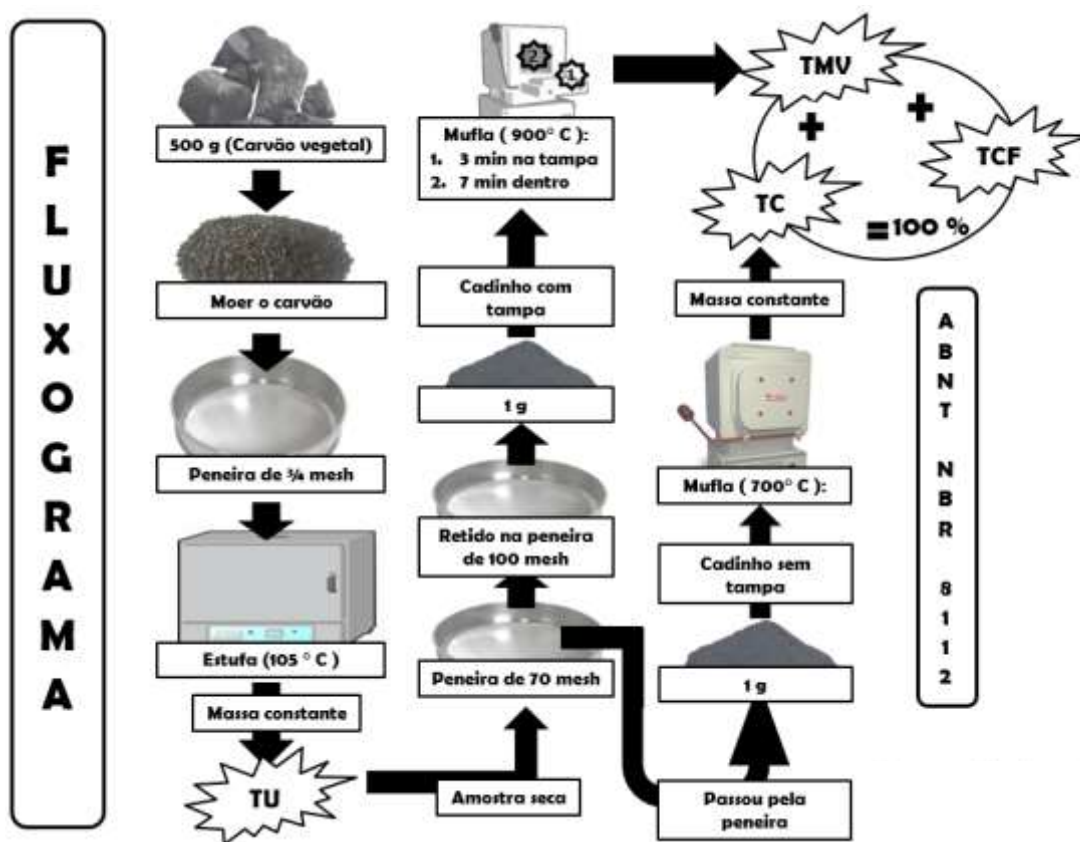 FLUXOGRAMA
500 g (Carvão vegetal)
Moer o carvão
Peneira de ¾ mesh
Estufa (105 ° C )
Massa constante
TU
Amostra seca
Peneira de 70 mesh
Retido na peneira
de 100 mesh
1 g
Cadinho com
tampa
Mufla ( 900° C ):
1. 3 min na tampa
2. 7 min dentro
2
1
Passou pela
peneira
1 g
Cadinho sem
tampa
Mufla ( 700° C ):
Massa constante
TMV
+
+
TCF
TC
=100 %
ABNT NBR 8112